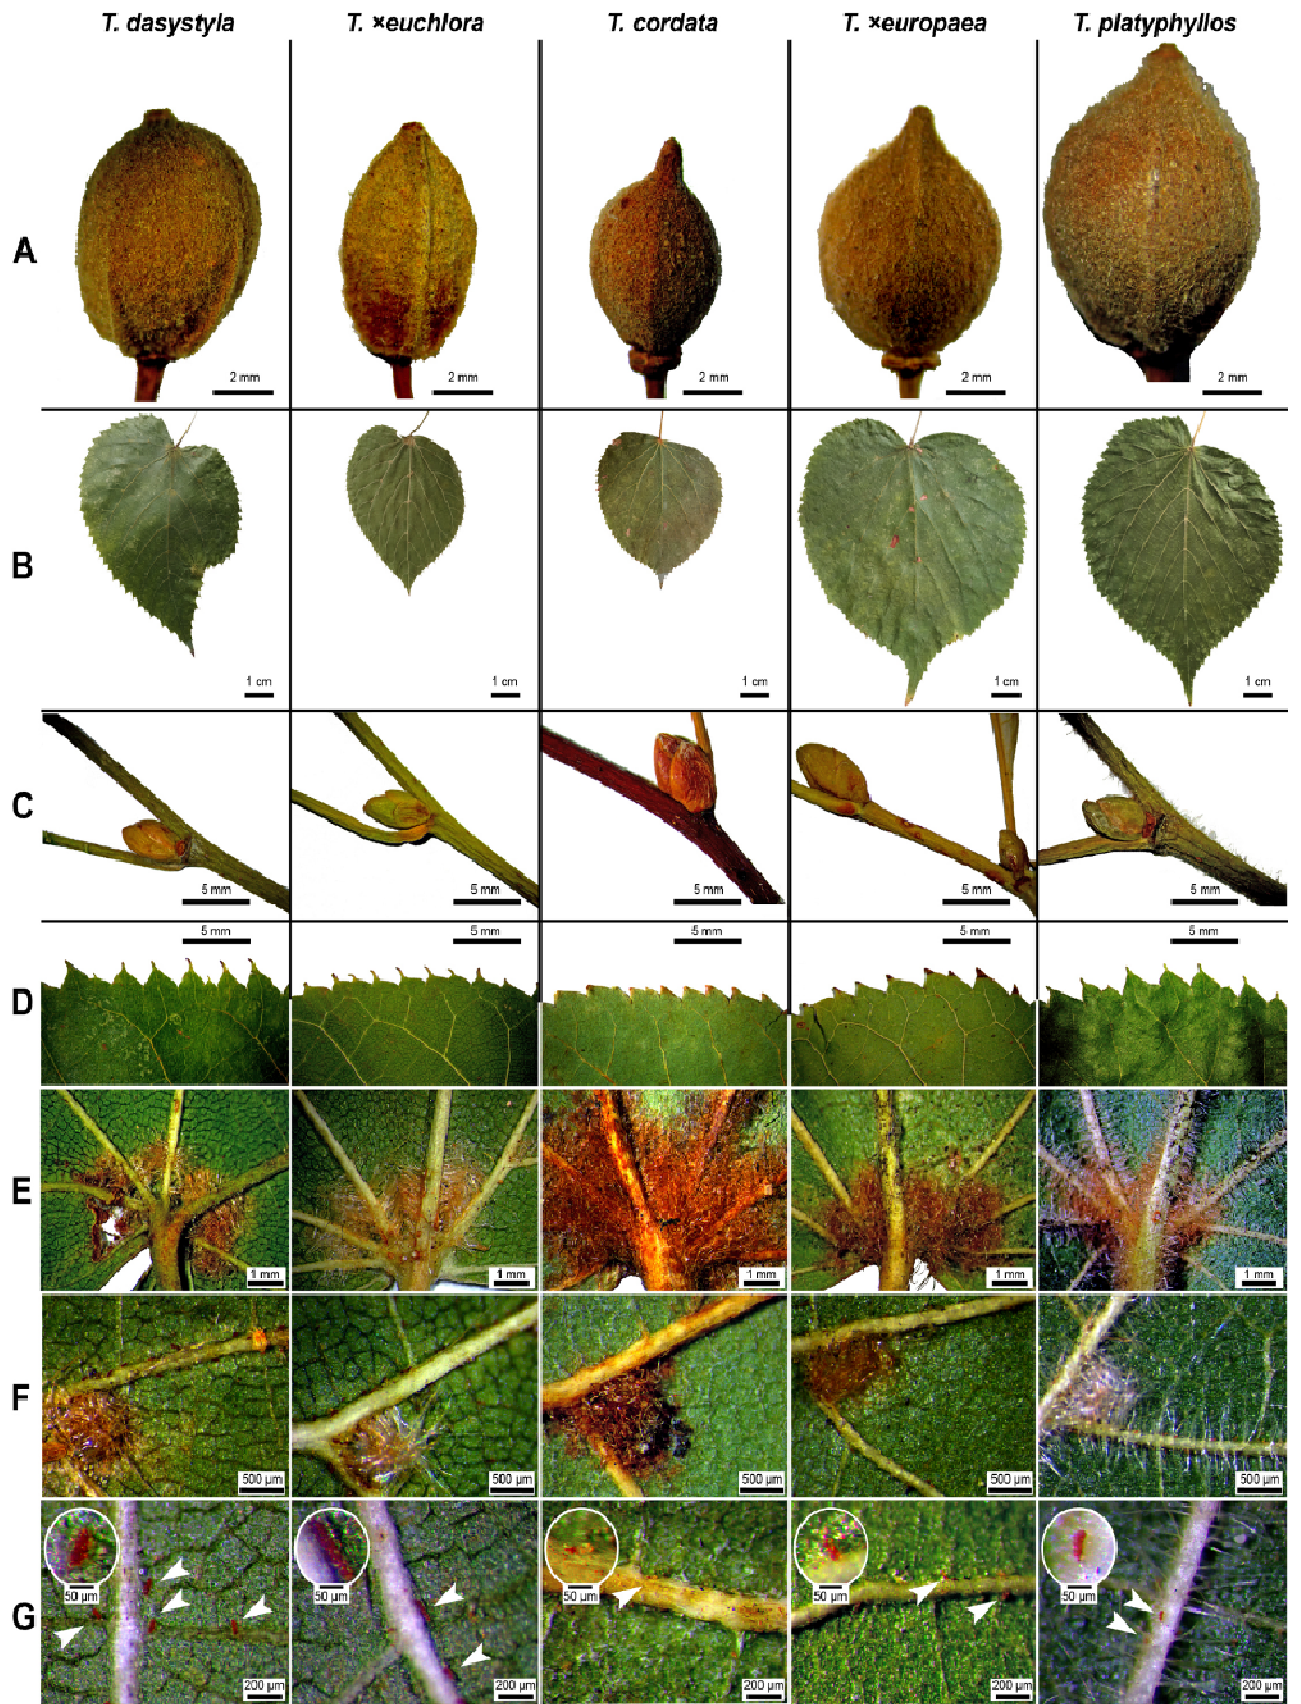 T. dasystyla T. ×euchlora T. cordata T. ×europaea T. platyphyllos
A
2 mm 2 mm 2 mm 2 mm 2 mm
B
1 cm 1 cm 1 cm 1 cm 1 cm
C
5 mm 5 mm 5 mm 5 mm 5 mm
5 mm 5 mm 5 mm 5 mm 5 mm
D
E
1 mm 1 mm 1 mm 1 mm 1 mm
F
500 µm 500 µm 500 µm 500 µm 500 µm
50 µm 50 µm 50 µm 50 µm 50 µm
G
200 µm 200 µm 200 µm 200 µm 200 µm